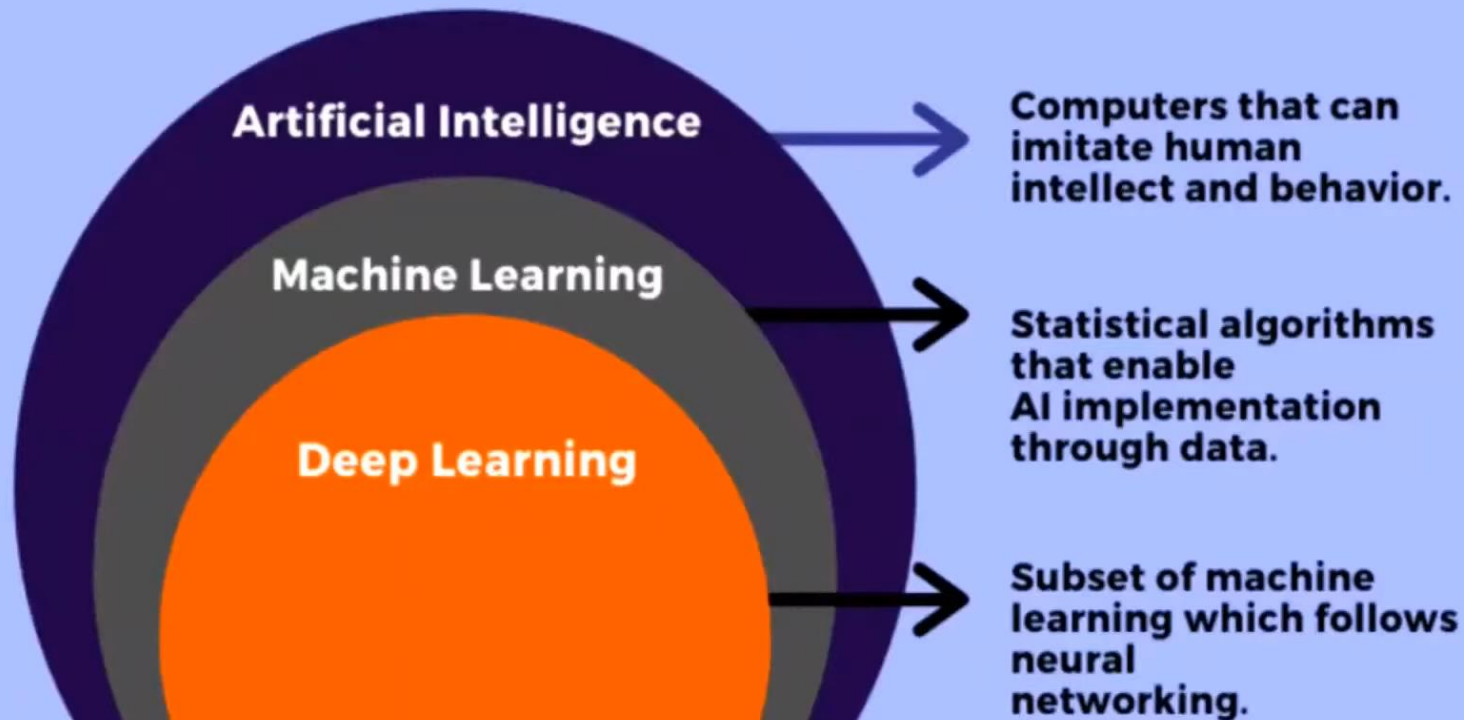 Artificial Intelligence
Computers that can
imitate human
intellect and behavior.
Machine Learning
Statistical algorithms
that enable
AI implementation
through data.
Deep Learning
Subset of machine
learning which follows
neural
networking.